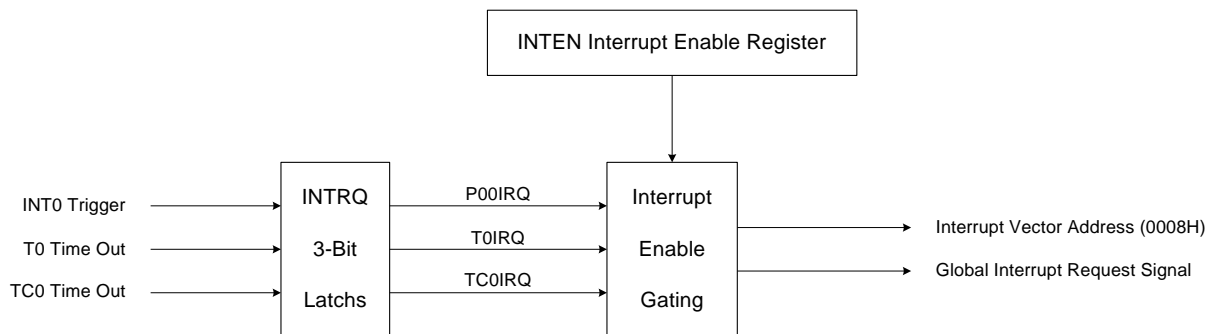 INTEN Interrupt Enable Register
INT0 Trigger
T0 Time Out
TC0 Time Out
INTRQ
3-Bit
Latchs
P00IRQ
T0IRQ
TC0IRQ
Interrupt
Enable
Gating
Interrupt Vector Address (0008H)
Global Interrupt Request Signal